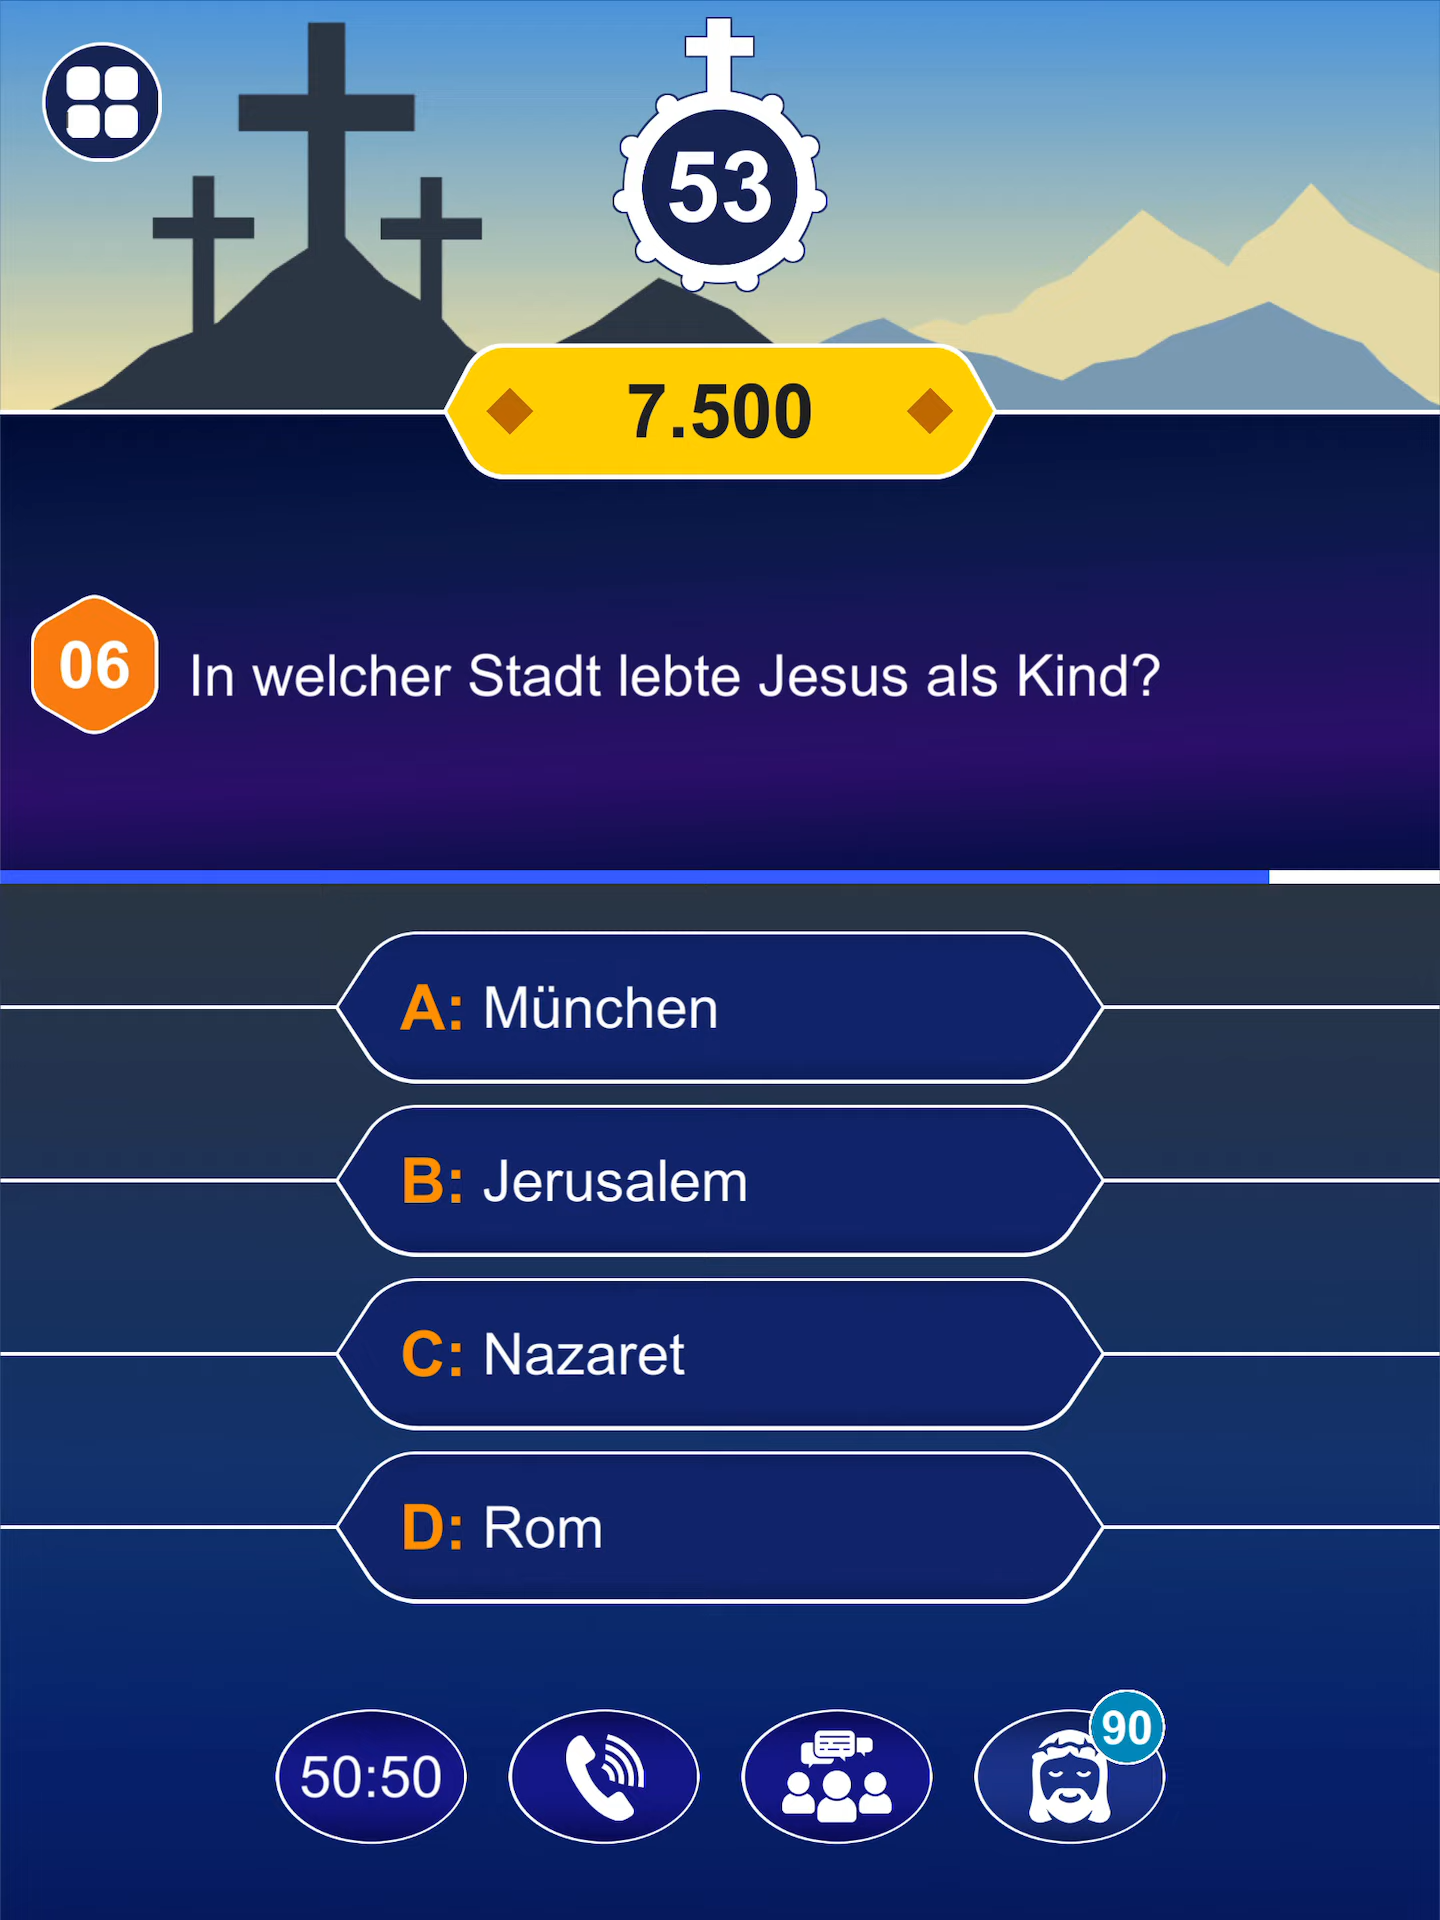 53
7.500
06
In welcher Stadt lebte Jesus als Kind?
A: München
B: Jerusalem
C: Nazaret
D: Rom
50:50
90